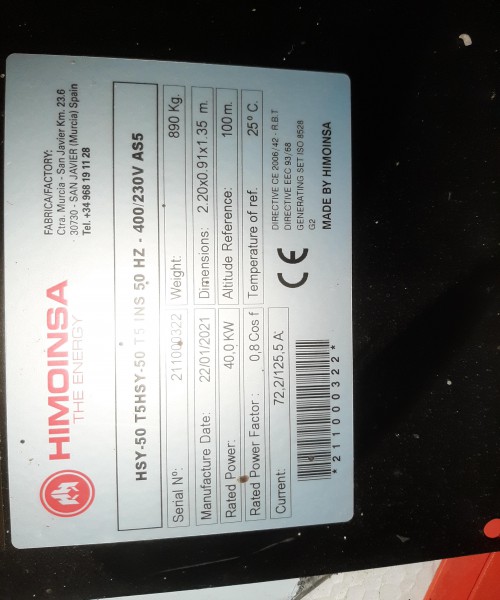 HIMOINSA
THE ENERGY
FABRICA/FACTORY:
Ctra. Murcia - San Javier Km. 23.6
30730 - SAN JAVIER (Murcia) Spain
Tel. +34 968 19 11 28
HSY-50 T5HSY-50 T5 INS 50 HZ - 400/230V AS5
Serial Nº: 211000322 Weight: 890 Kg.
Manufacture Date: 22/01/2021 Dimensions: 2.20x0.91x1.35 m.
Rated Power: 40,0 KW Altitude Reference: 100 m.
Rated Power Factor : 0,8 Cos f Temperature of ref. 25° C.
Current: 72,2/125,5 A.
*211000322*
CE
DIRECTIVE CE 2006/42 - R.B.T
DIRECTIVE EEC 93/68
GENERATING SET ISO 8528
G2
MADE BY HIMOINSA